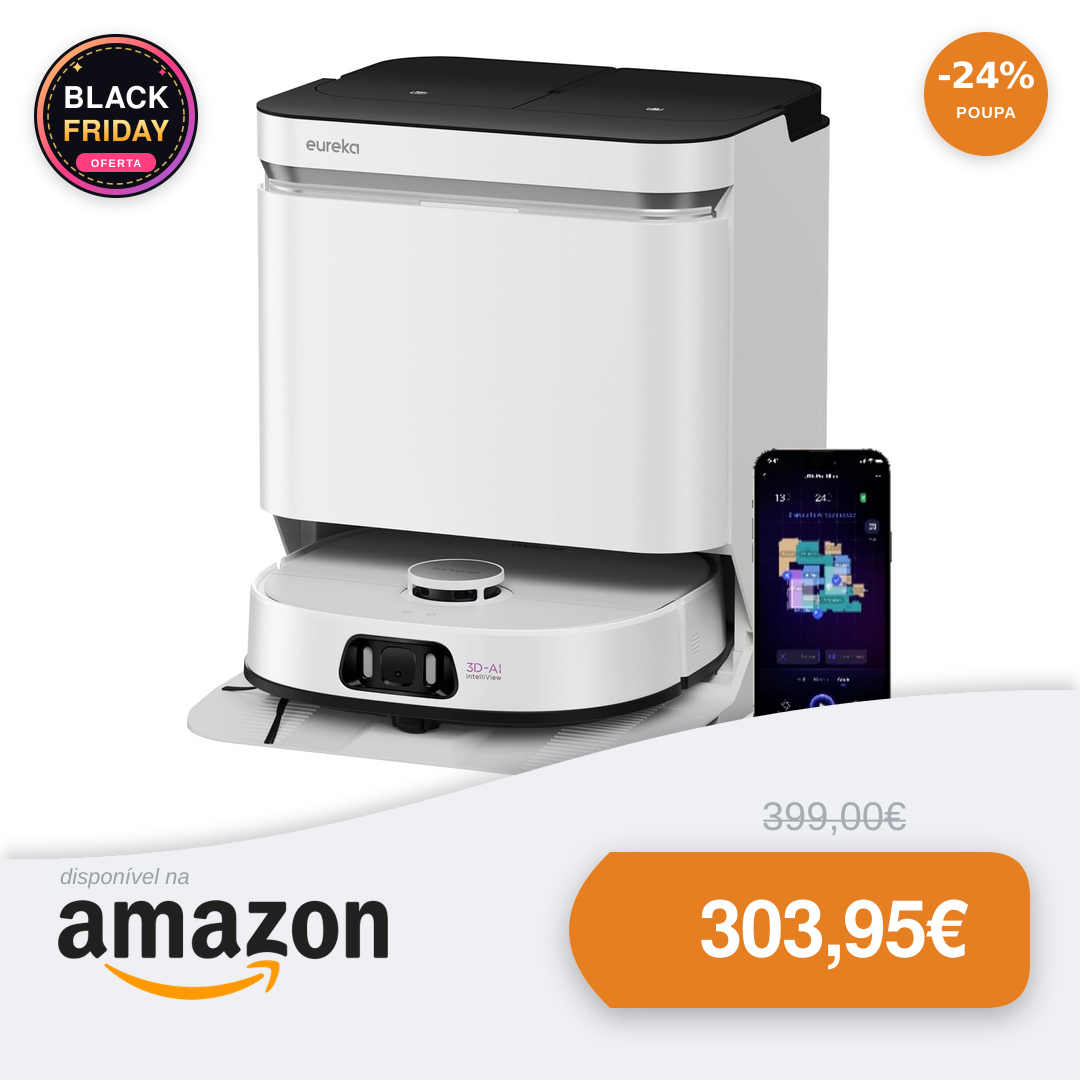 BLACK
FRIDAY
OFERTA
-24%
POUPA
eureka
3D-AI
IntelliView
399,00€
disponível na
amazon
303,95€